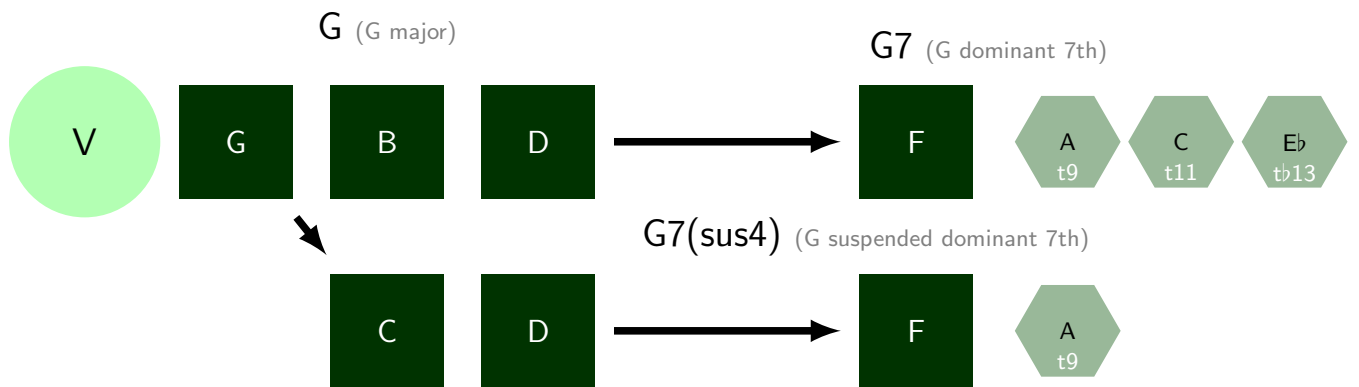 G (G major)
G7 (G dominant 7th)
V
G
B
D
F
A
t9
C
t11
E♭
t♭13
G7(sus4) (G suspended dominant 7th)
C
D
F
A
t9